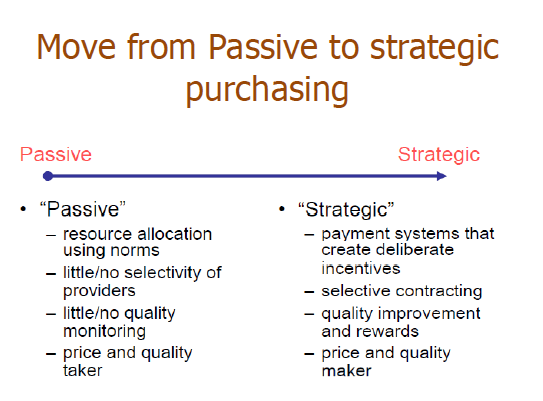 Move from Passive to strategic
purchasing
Passive
Strategic
• “Passive”
– resource allocation
using norms
– little/no selectivity of
providers
– little/no quality
monitoring
– price and quality
taker
• “Strategic”
– payment systems that
create deliberate
incentives
– selective contracting
– quality improvement
and rewards
– price and quality
maker